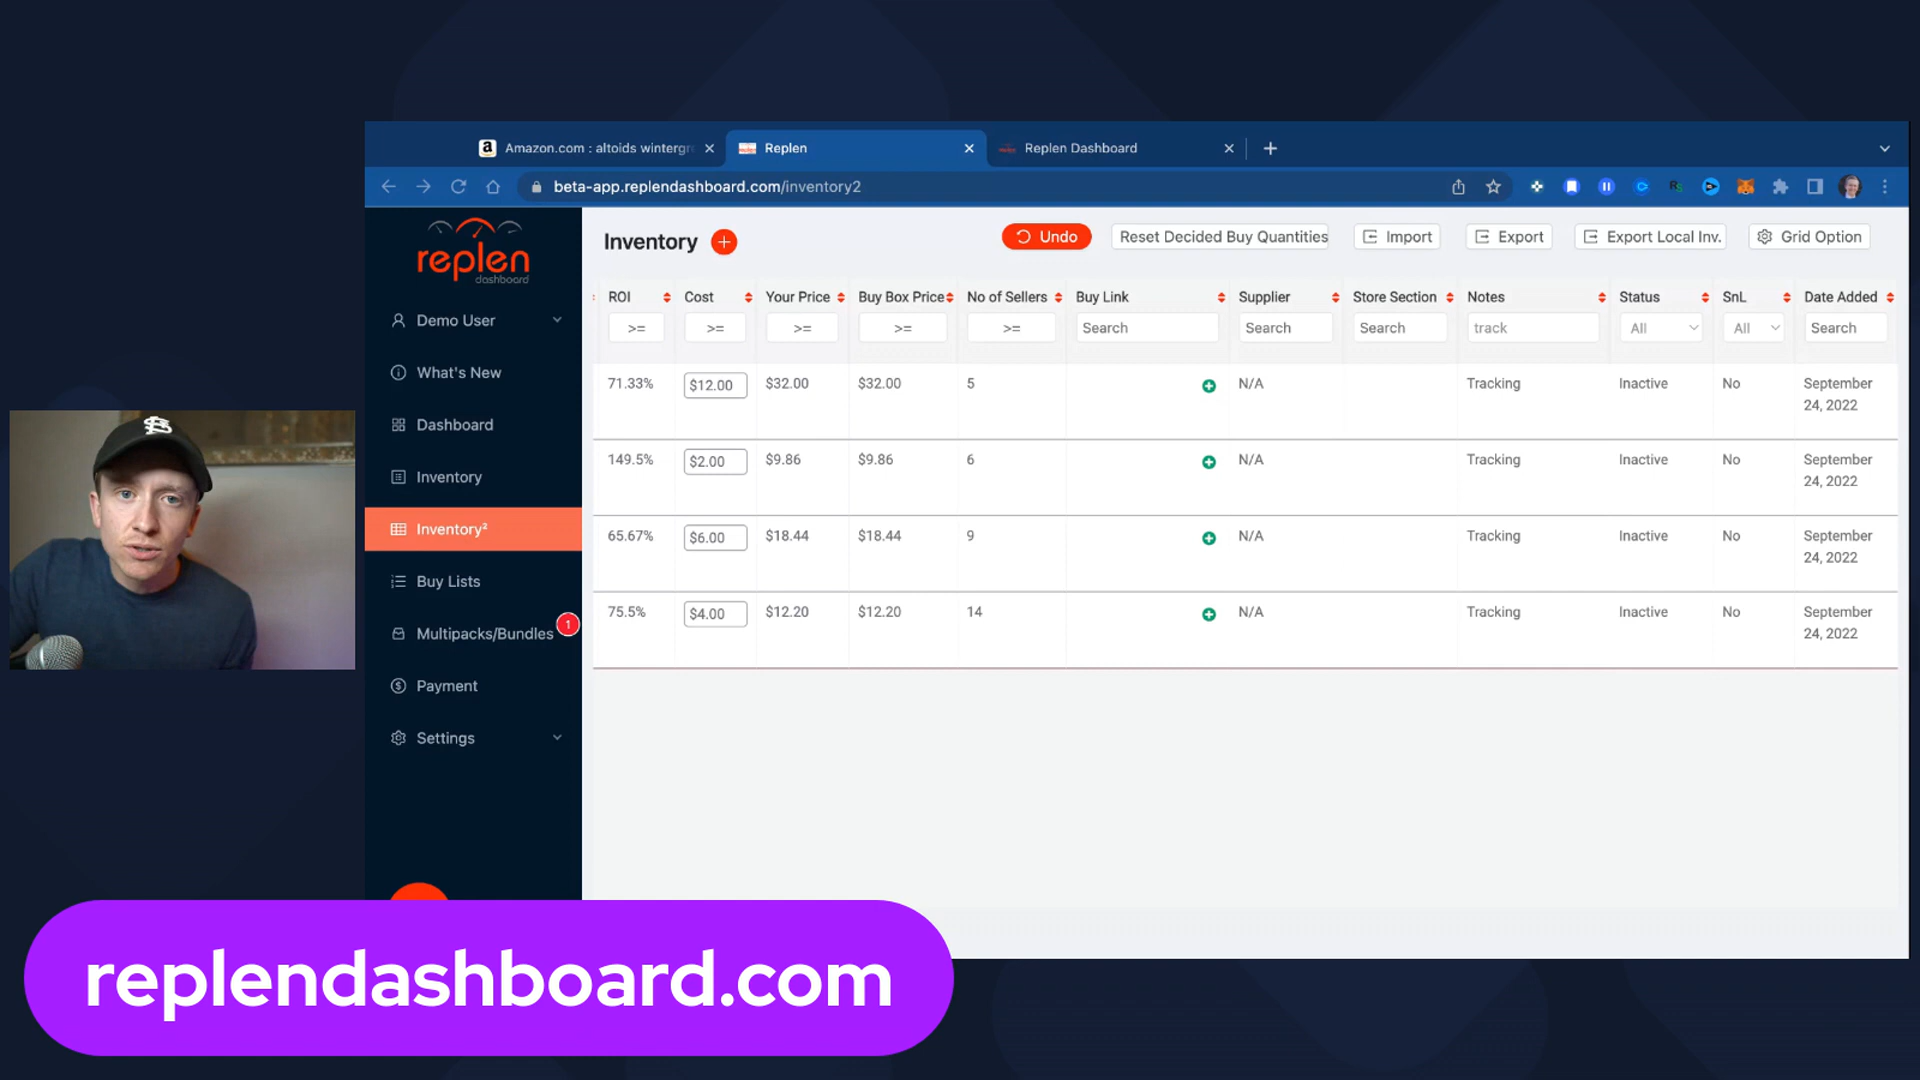 Amazon.com : altoids wintergr
Replen
Replen Dashboard
beta-app.replendashboard.com/inventory2
replen
dashboard
Demo User
What's New
Dashboard
Inventory
Inventory²
Buy Lists
Multipacks/Bundles
1
Payment
Settings
Inventory
Undo
Reset Decided Buy Quantities
Import
Export
Export Local Inv.
Grid Option
ROI Cost Your Price Buy Box Price No of Sellers Buy Link Supplier Store Section Notes Status SnL Date Added
>= >= >= >= >= Search Search Search track All All Search
71.33% $12.00 $32.00 $32.00 5 N/A Tracking Inactive No September
24, 2022
149.5% $2.00 $9.86 $9.86 6 N/A Tracking Inactive No September
24, 2022
65.67% $6.00 $18.44 $18.44 9 N/A Tracking Inactive No September
24, 2022
75.5% $4.00 $12.20 $12.20 14 N/A Tracking Inactive No September
24, 2022
replendashboard.com